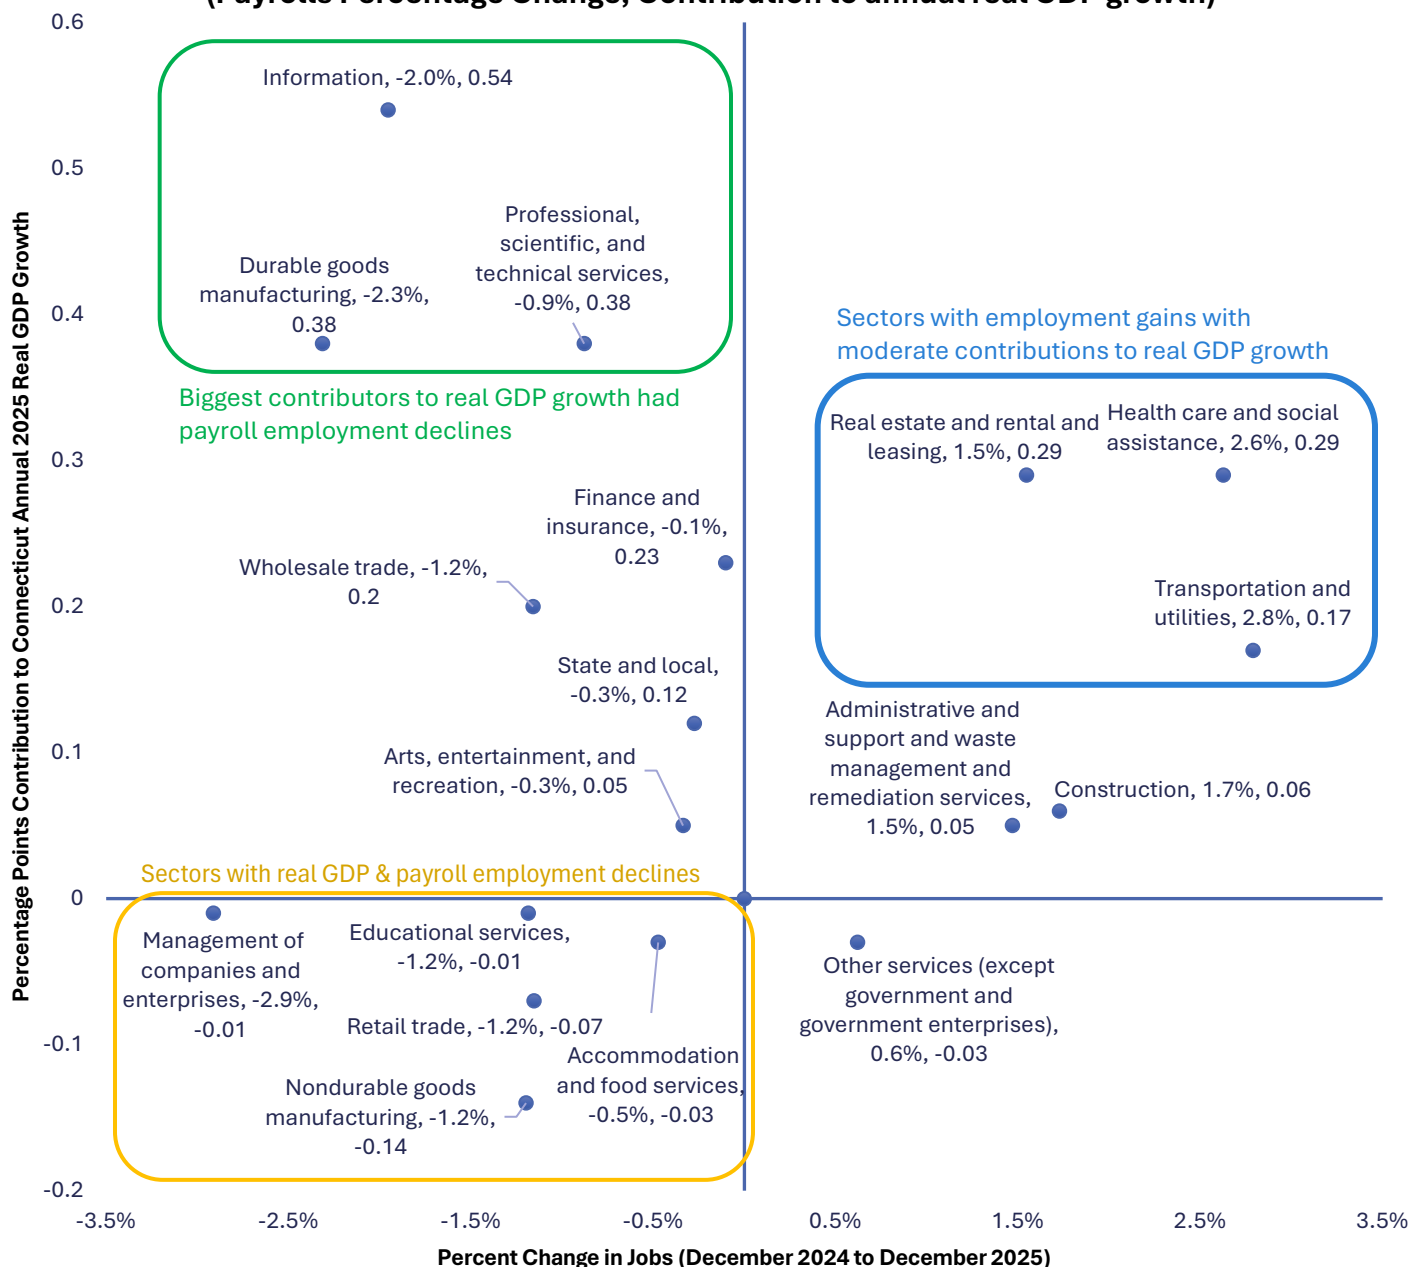 (Payrolls Percentage Change, Contribution to annual real GDP growth)
0.6
0.5
0.4
0.3
0.2
0.1
0
-0.1
-0.2
Percentage Points Contribution to Connecticut Annual 2025 Real GDP Growth
Information, -2.0%, 0.54
Professional,
scientific, and
technical services,
-0.9%, 0.38
Durable goods
manufacturing, -2.3%,
0.38
Biggest contributors to real GDP growth had
payroll employment declines
Sectors with employment gains with
moderate contributions to real GDP growth
Real estate and rental and
leasing, 1.5%, 0.29
Health care and social
assistance, 2.6%, 0.29
Transportation and
utilities, 2.8%, 0.17
Finance and
insurance, -0.1%,
0.23
Wholesale trade, -1.2%,
0.2
State and local,
-0.3%, 0.12
Arts, entertainment, and
recreation, -0.3%, 0.05
Administrative and
support and waste
management and
remediation services,
1.5%, 0.05
Construction, 1.7%, 0.06
Sectors with real GDP & payroll employment declines
Management of
companies and
enterprises, -2.9%,
-0.01
Educational services,
-1.2%, -0.01
Retail trade, -1.2%, -0.07
Accommodation
and food services,
-0.5%, -0.03
Nondurable goods
manufacturing, -1.2%,
-0.14
Other services (except
government and
government enterprises),
0.6%, -0.03
-3.5%
-2.5%
-1.5%
-0.5%
0.5%
1.5%
2.5%
3.5%
Percent Change in Jobs (December 2024 to December 2025)